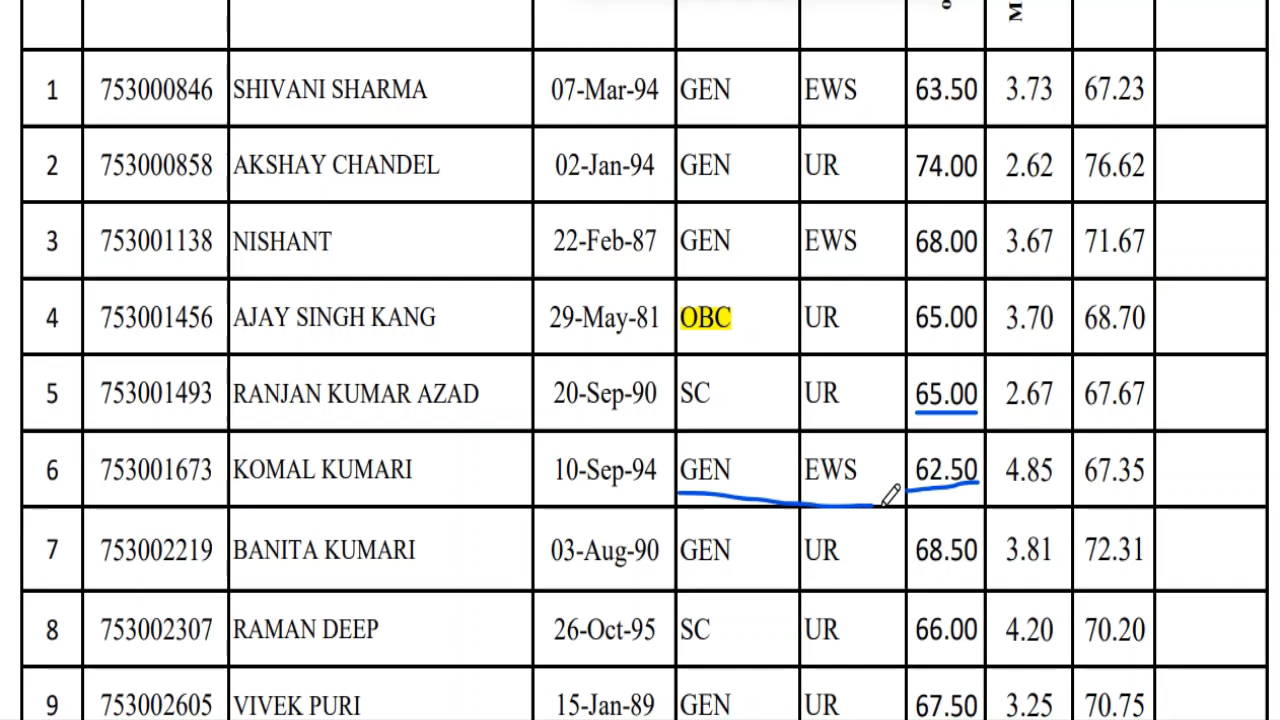 M
1 753000846 SHIVANI SHARMA 07-Mar-94 GEN EWS 63.50 3.73 67.23
2 753000858 AKSHAY CHANDEL 02-Jan-94 GEN UR 74.00 2.62 76.62
3 753001138 NISHANT 22-Feb-87 GEN EWS 68.00 3.67 71.67
4 753001456 AJAY SINGH KANG 29-May-81 OBC UR 65.00 3.70 68.70
5 753001493 RANJAN KUMAR AZAD 20-Sep-90 SC UR 65.00 2.67 67.67
6 753001673 KOMAL KUMARI 10-Sep-94 GEN EWS 62.50 4.85 67.35
7 753002219 BANITA KUMARI 03-Aug-90 GEN UR 68.50 3.81 72.31
8 753002307 RAMAN DEEP 26-Oct-95 SC UR 66.00 4.20 70.20
9 753002605 VIVEK PURI 15-Jan-89 GEN UR 67.50 3.25 70.75